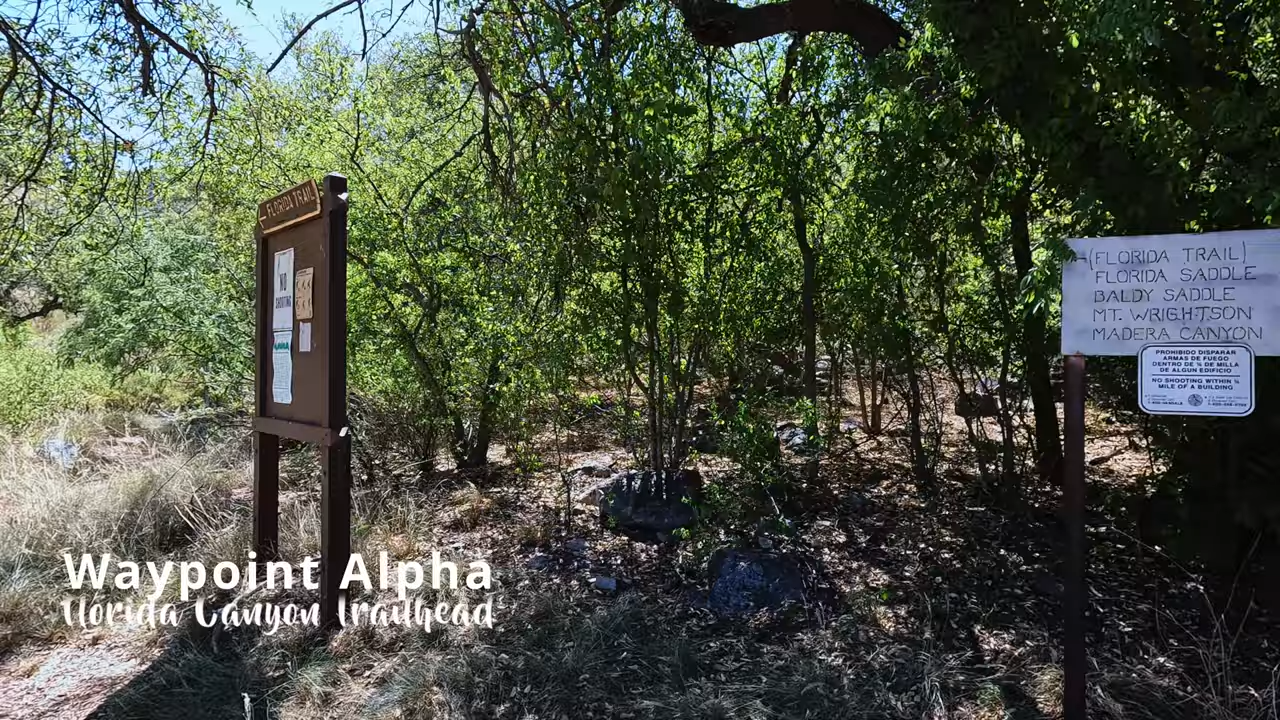 FLORIDA TRAIL
NO
SHOOTING
(FLORIDA TRAIL)
FLORIDA SADDLE
BALDY SADDLE
MT. WRIGHTSON
MADERA CANYON
PROHIBIDO DISPARAR
ARMAS DE FUEGO
DENTRO DE ¼ DE MILLA
DE ALGUN EDIFICIO
NO SHOOTING WITHIN ¼
MILE OF A BUILDING
Waypoint Alpha
Florida Canyon Trailhead